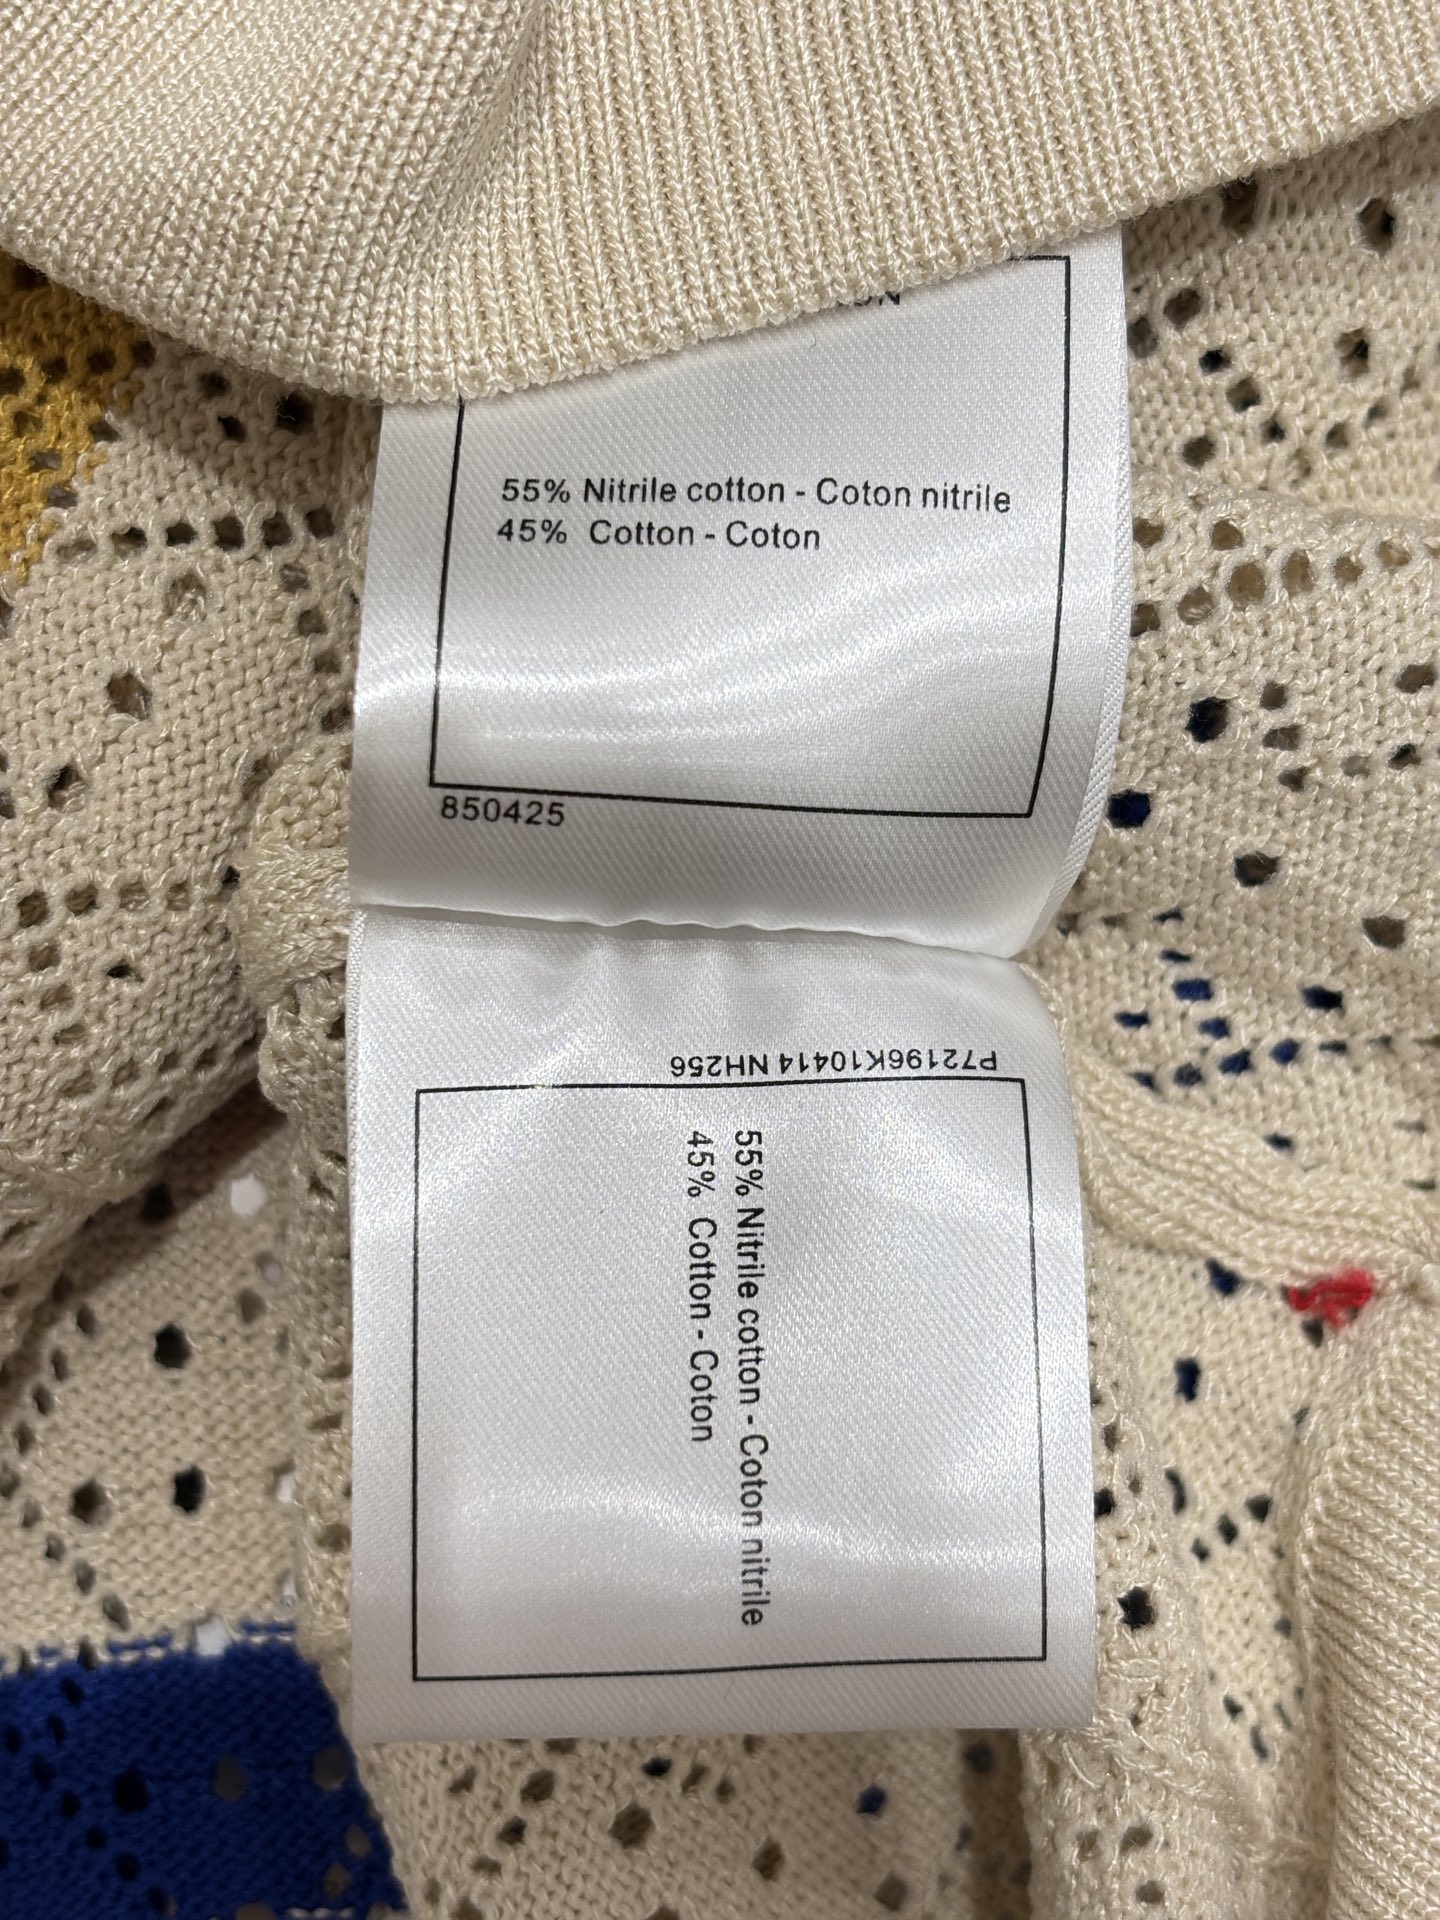 55% Nitrile cotton - Coton nitrile
45% Cotton - Coton
850425
P72196K10414 NH256
55% Nitrile cotton - Coton nitrile
45% Cotton - Coton